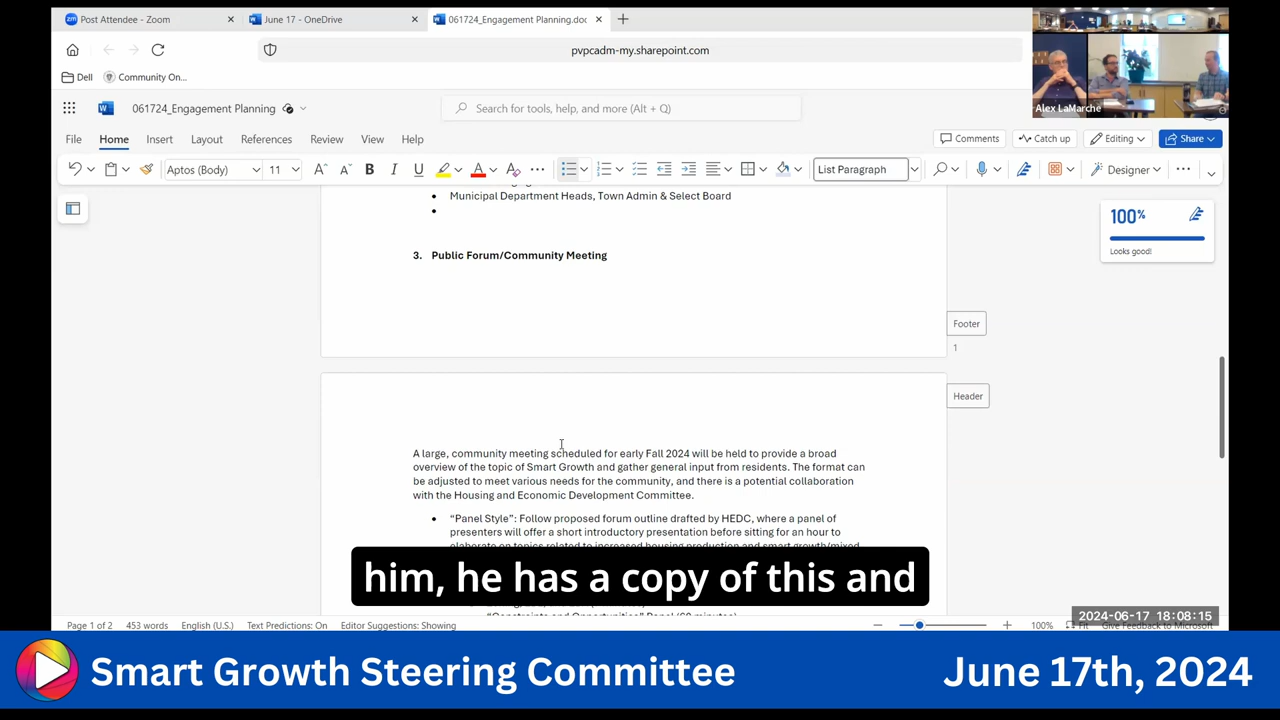 Post Attendee - Zoom
June 17 - OneDrive
061724_Engagement Planning.doc
pvpcadm-my.sharepoint.com
Dell
Community On...
Alex LaMarche
061724_Engagement Planning
Search for tools, help, and more (Alt + Q)
File Home Insert Layout References Review View Help
Comments Catch up Editing Share
Aptos (Body) 11 A A B I U A A List Paragraph Designer
• Municipal Department Heads, Town Admin & Select Board
•
100%
Looks good!
3. Public Forum/Community Meeting
Footer
1
Header
A large, community meeting scheduled for early Fall 2024 will be held to provide a broad
overview of the topic of Smart Growth and gather general input from residents. The format can
be adjusted to meet various needs for the community, and there is a potential collaboration
with the Housing and Economic Development Committee.
• “Panel Style”: Follow proposed forum outline drafted by HEDC, where a panel of
presenters will offer a short introductory presentation before sitting for an hour to
him, he has a copy of this and
2024-06-17 18:08:15
Page 1 of 2 453 words English (U.S.) Text Predictions: On Editor Suggestions: Showing 100% Fit Give Feedback to Microsoft
Smart Growth Steering Committee
June 17th, 2024